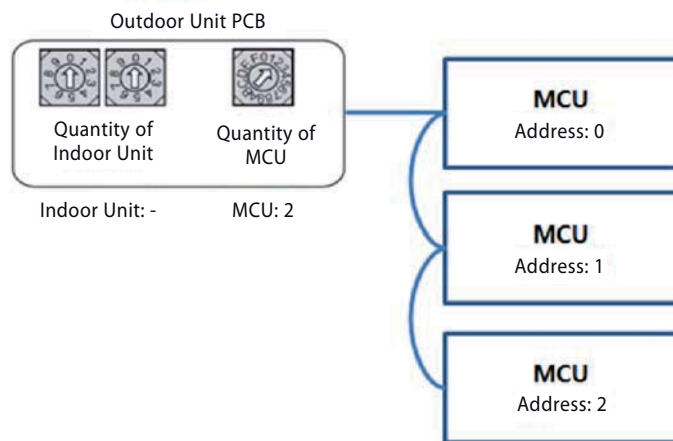 Outdoor Unit PCB
Quantity of
Indoor Unit
Quantity of
MCU
Indoor Unit: -
MCU: 2
MCU
Address: 0
MCU
Address: 1
MCU
Address: 2